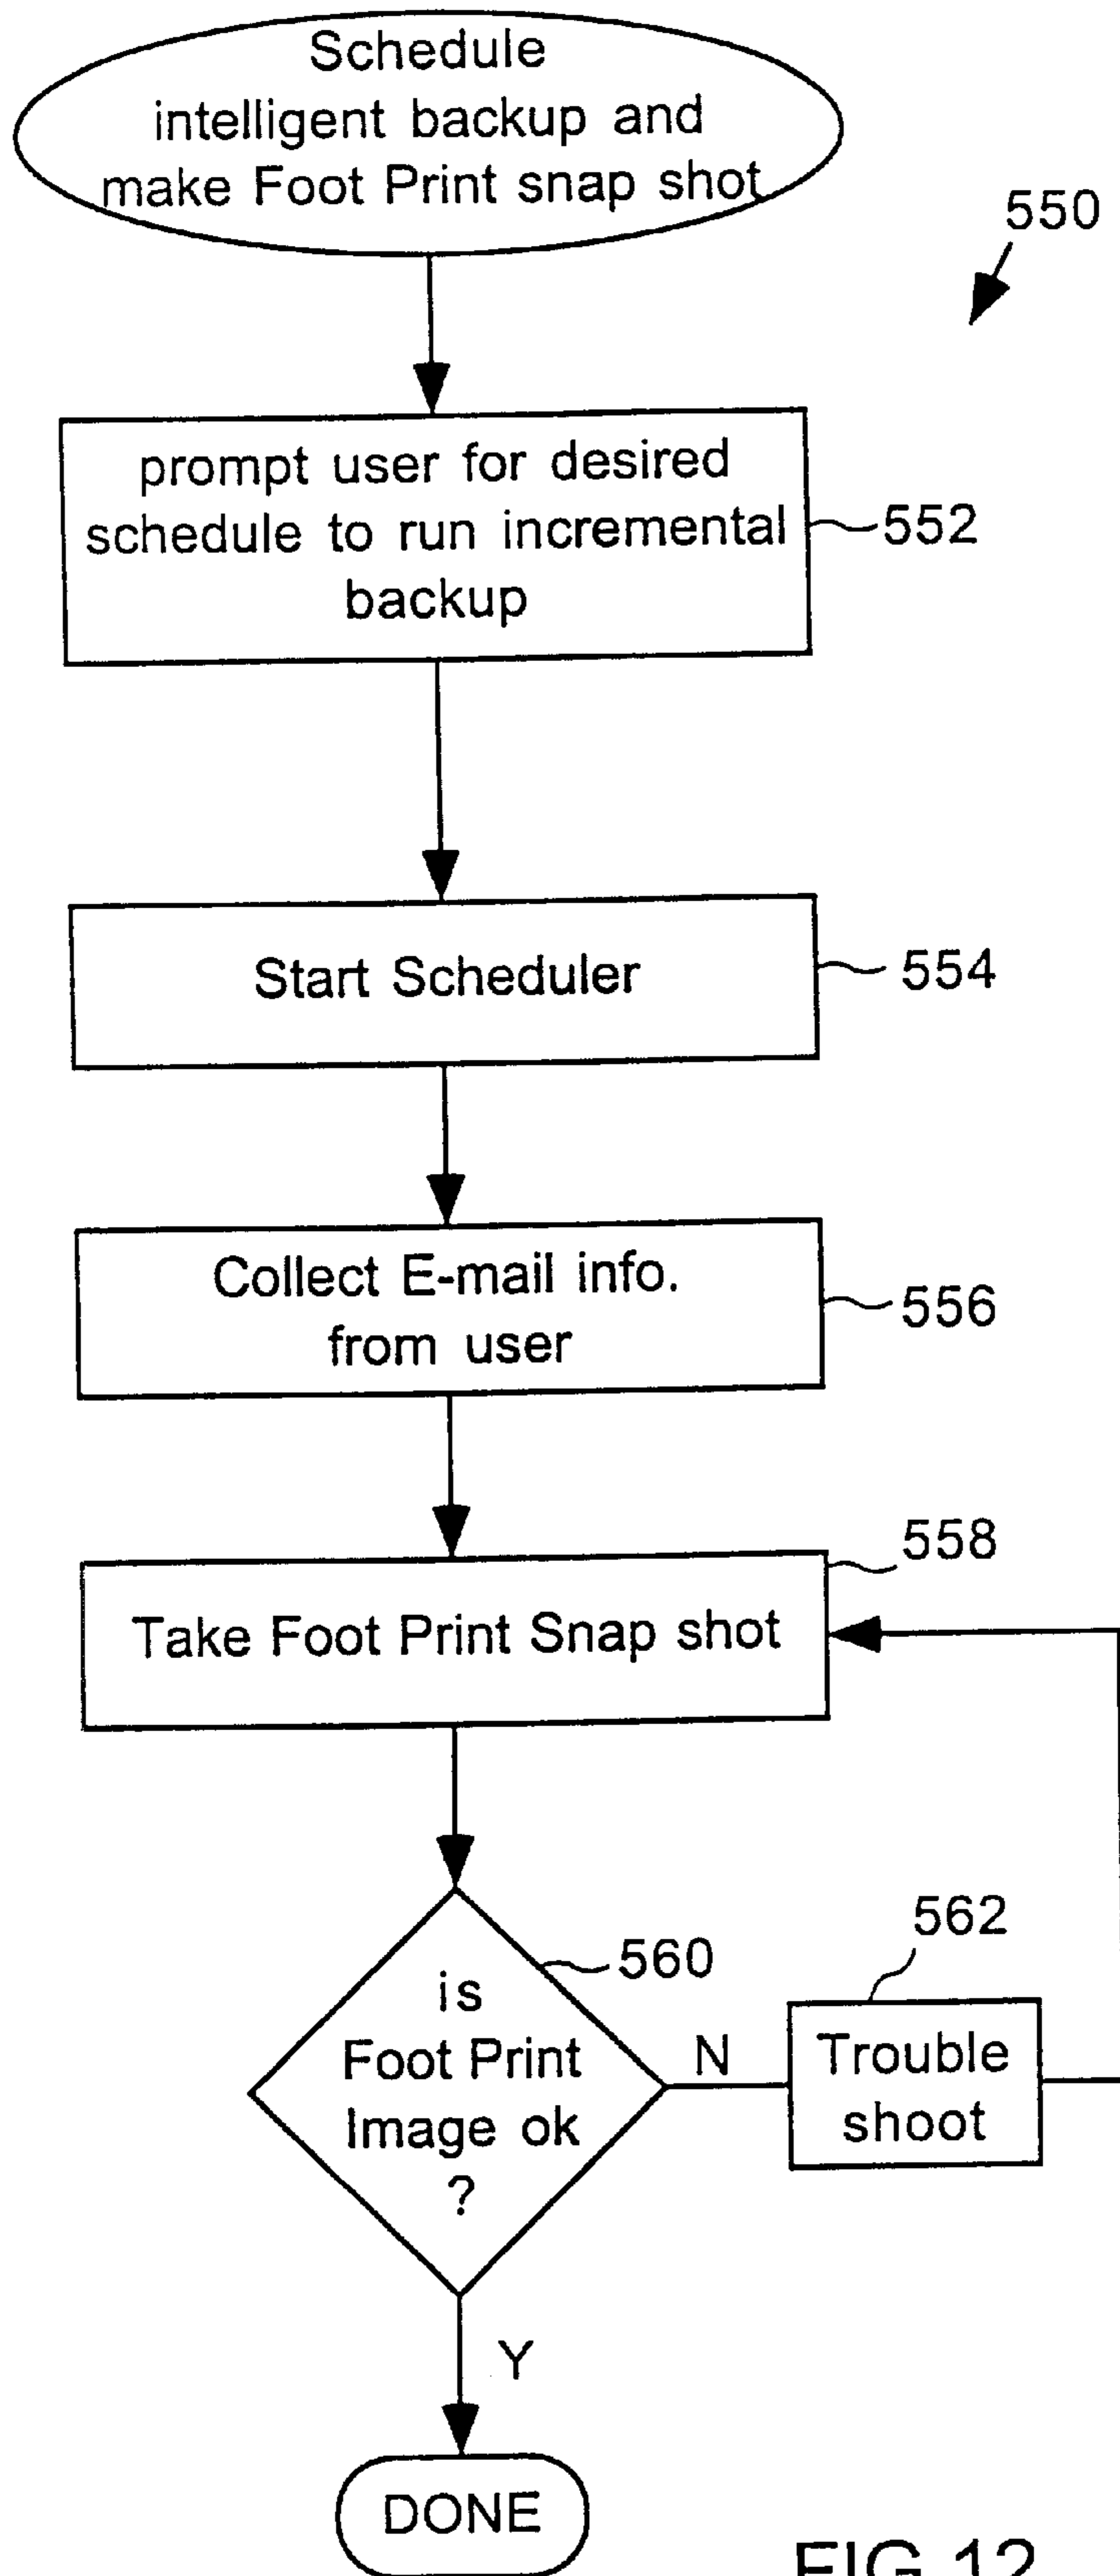 Schedule
intelligent backup and
make Foot Print snap shot
550
prompt user for desired
schedule to run incremental
backup
552
Start Scheduler
554
Collect E-mail info.
from user
556
558
Take Foot Print Snap shot
560
is
Foot Print
Image ok
?
N
562
Trouble
shoot
Y
DONE
FIG.12